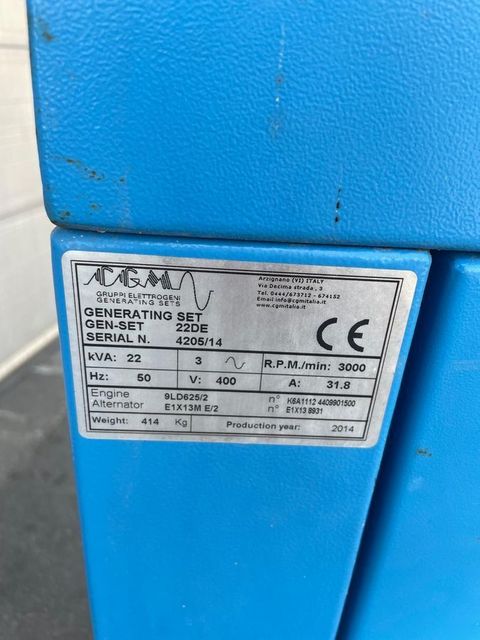 CGM
GRUPPI ELETTROGENI
GENERATING SETS
Arzignano (VI) ITALY
Via Decima strada , 3
Tel. 0444/673712 - 674152
Email info@cgmitalia.it
www.cgmitalia.it
GENERATING SET
GEN-SET 22DE
SERIAL N. 4205/14
CE
kVA: 22 3 R.P.M./min: 3000
Hz: 50 V: 400 A: 31.8
Engine 9LD625/2 n° K6A1112 4409901500
Alternator E1X13M E/2 n° E1X13 8931
Weight: 414 Kg Production year: 2014